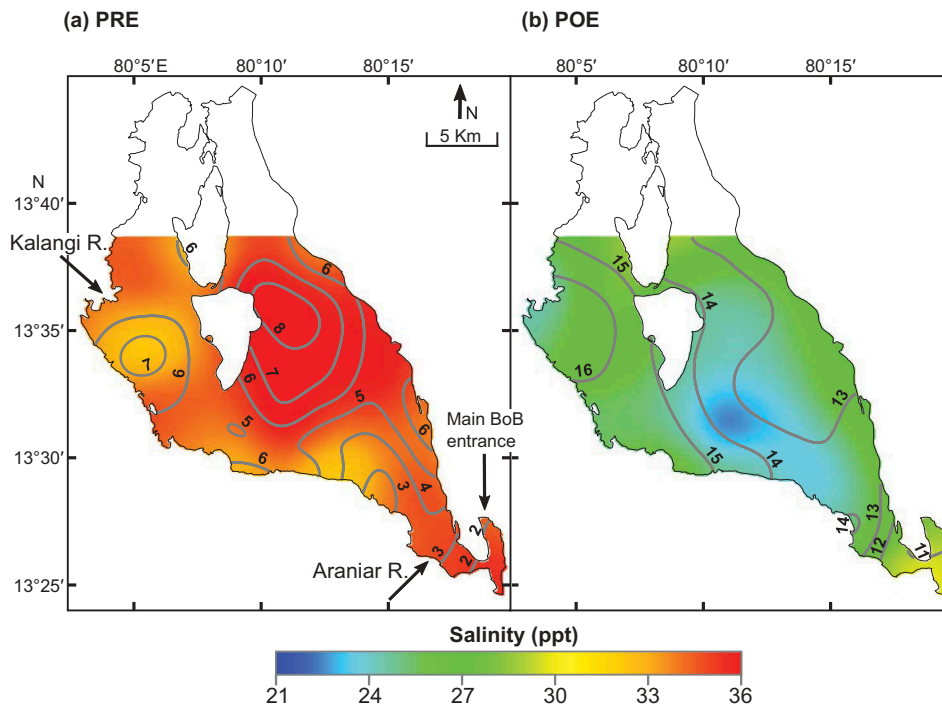 (a) PRE
(b) POE
80°5′E 80°10′ 80°15′ 80°10′ 80°15′
N
5 Km
N
13°40′
Kalangi R.
13°35′
13°30′
13°25′
Main BoB
entrance
Araniar R.
6
6
8
7
7
6
6
5
5
6
6
4
3
3
2
2
15
14
16
13
15
14
14
13
12
11
Salinity (ppt)
21 24 27 30 33 36